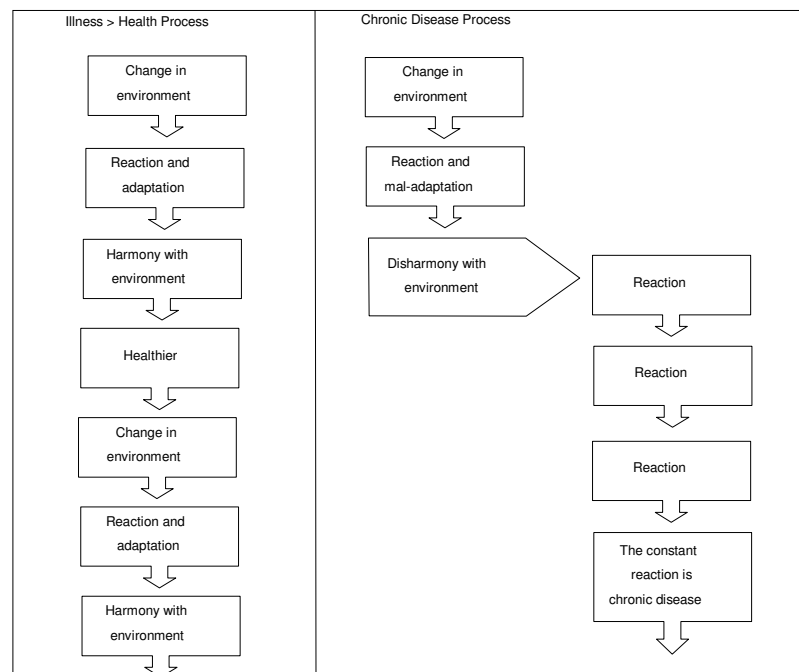 Illness > Health Process
Change in
environment
Reaction and
adaptation
Harmony with
environment
Healthier
Change in
environment
Reaction and
adaptation
Harmony with
environment
Chronic Disease Process
Change in
environment
Reaction and
mal-adaptation
Disharmony with
environment
Reaction
Reaction
Reaction
The constant
reaction is
chronic disease